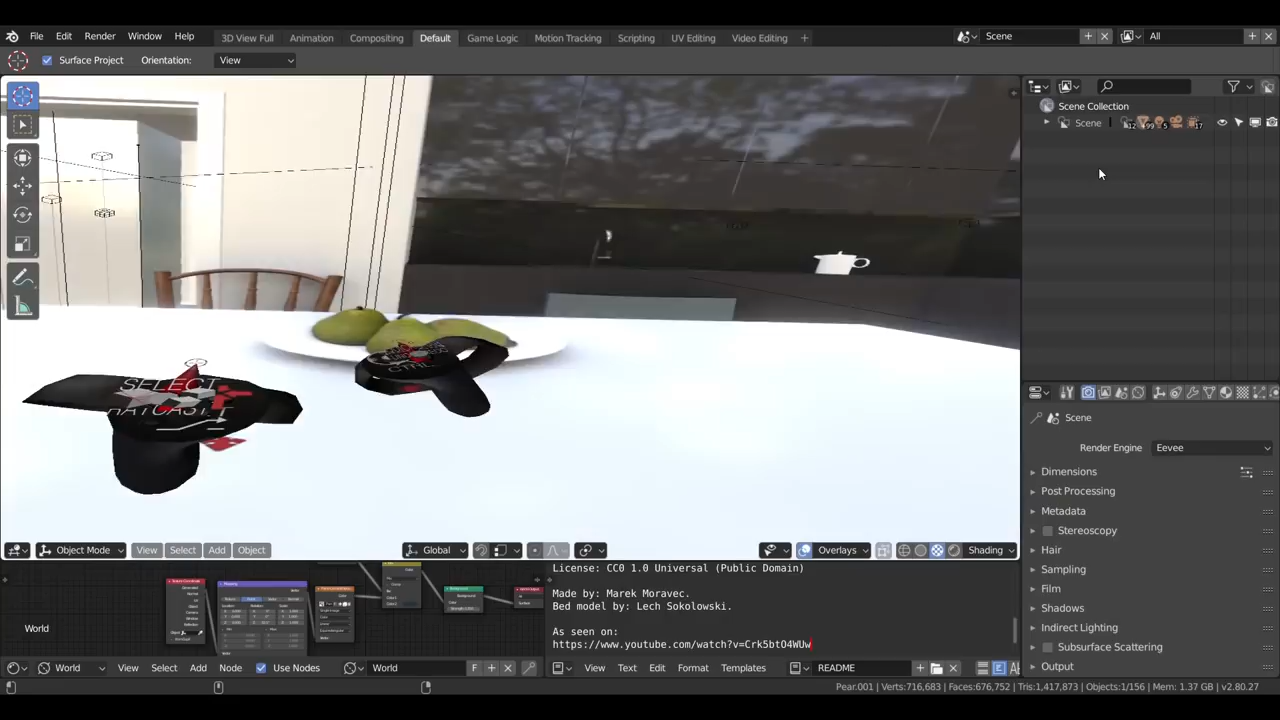 File Edit Render Window Help
3D View Full Animation Compositing Default Game Logic Motion Tracking Scripting UV Editing Video Editing
Scene
All
Surface Project Orientation: View
Scene Collection
Scene
SELECT
CTRL
Scene
Render Engine Eevee
Dimensions
Post Processing
Metadata
Stereoscopy
Hair
Sampling
Film
Shadows
Indirect Lighting
Subsurface Scattering
Output
Object Mode View Select Add Object Global Overlays Shading
World
License: CC0 1.0 Universal (Public Domain)
Made by: Marek Moravec.
Bed model by: Lech Sokolowski.
As seen on:
https://www.youtube.com/watch?v=Crk5btO4WUw
World View Select Add Node Use Nodes World F
View Text Edit Format Templates README
Pear.001 | Verts:716,683 | Faces:676,752 | Tris:1,417,873 | Objects:1/156 | Mem: 1.37 GB | v2.80.27